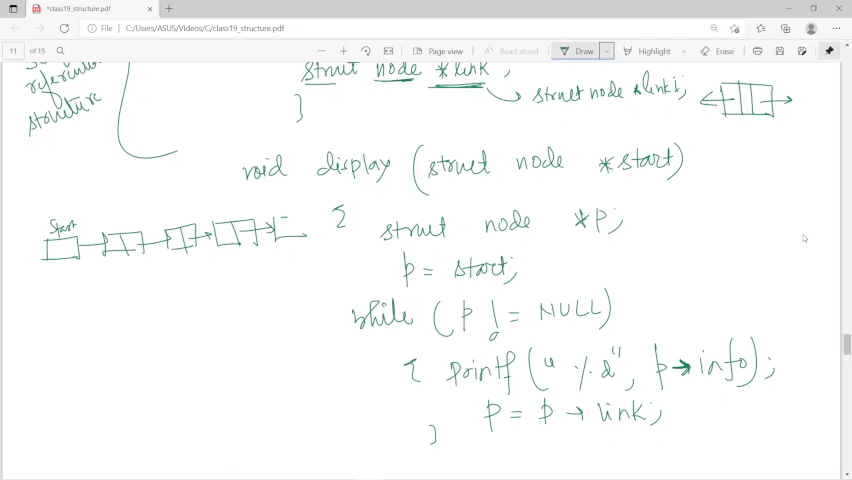 *class19_structure.pdf
File | C:/Users/ASUS/Videos/C/class19_structure.pdf
11 of 15 Page view Read aloud Draw Highlight Erase
referential
structure
struct node *link ;
struct node *link1;
}
void display (struct node *start)
start
{ struct node *p;
p = start;
while ( p != NULL)
{ printf (" %d", p→info);
p = p → link;
}